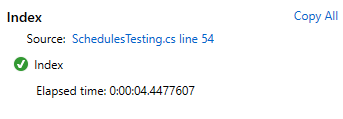 Index
Copy All
Source: SchedulesTesting.cs line 54
Index
Elapsed time: 0:00:04.4477607